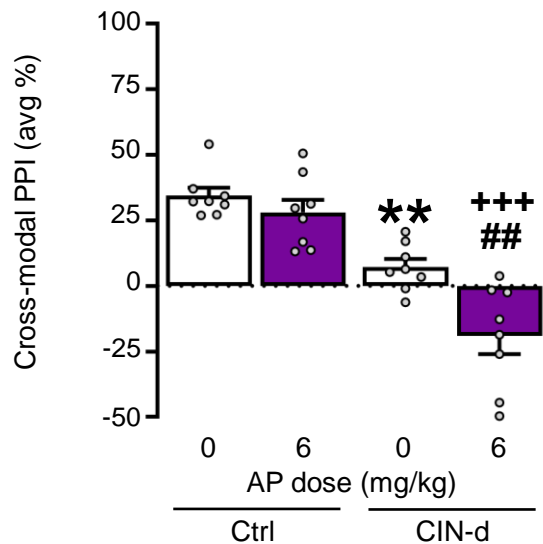 Cross-modal PPI (avg %)
100
75
50
25
0
-25
-50
**
+++
##
0 6 0 6
AP dose (mg/kg)
Ctrl CIN-d